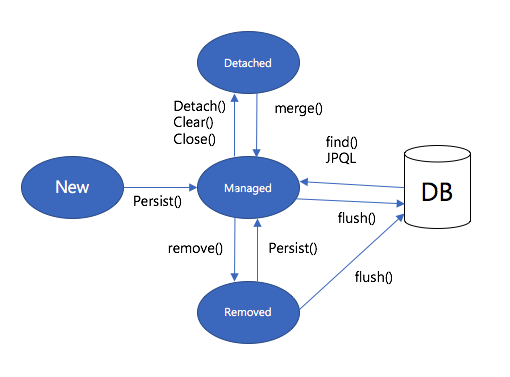 Detached
Detach()
Clear()
Close()
merge()
find()
JPQL
New
Persist()
Managed
DB
flush()
remove()
Persist()
flush()
Removed